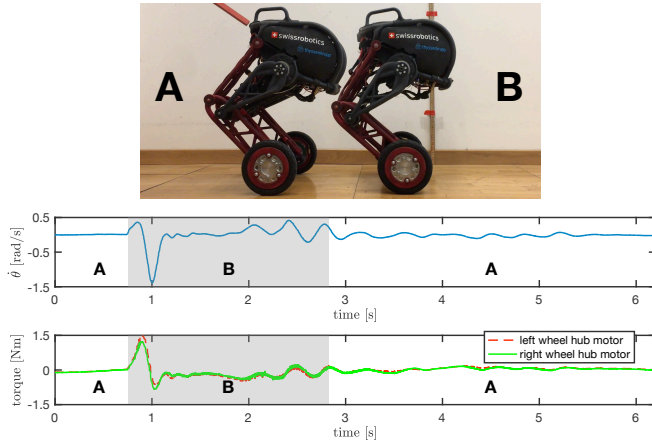 A
B
swissrobotics
swissrobotics
0.5
-0.5
-1.5
θ̇ [rad/s]
A
B
A
0 1 2 3 4 5 6
time [s]
1.5
0
-1.5
torque [Nm]
left wheel hub motor
right wheel hub motor
A
B
A
0 1 2 3 4 5 6
time [s]